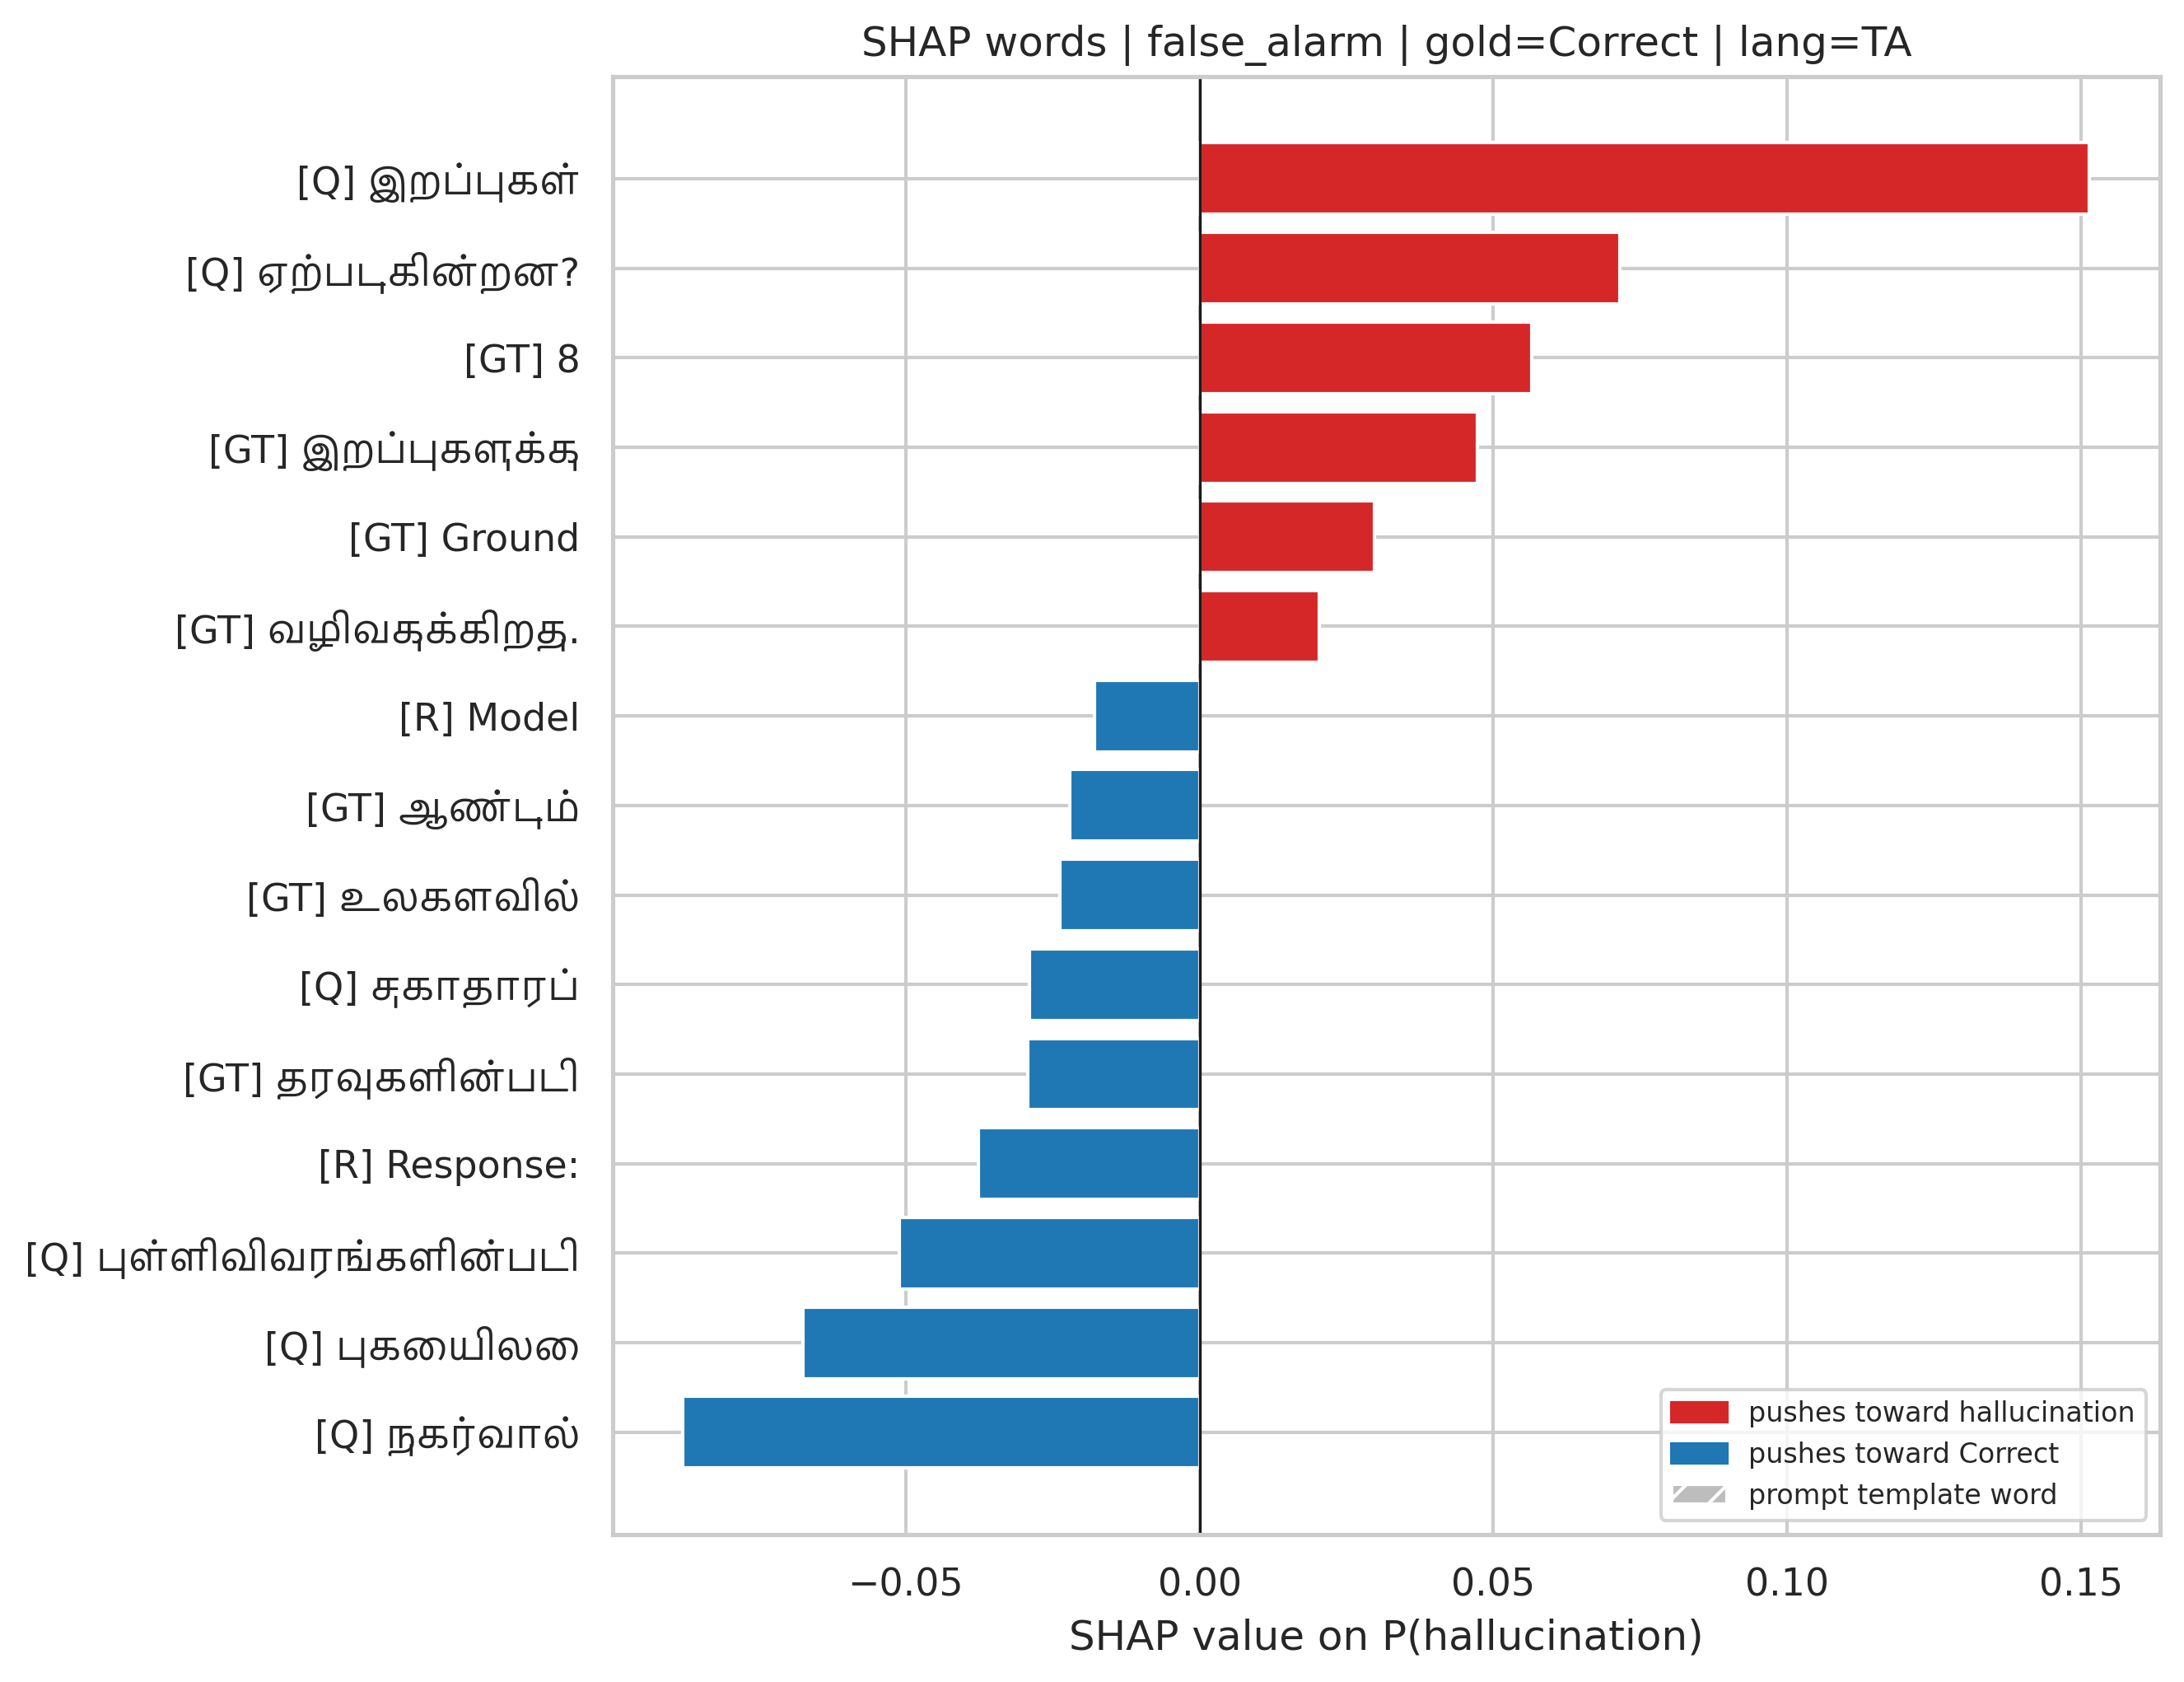 SHAP words | false_alarm | gold=Correct | lang=TA
[Q] இறப்புகள்
[Q] ஏற்படுகின்றன?
[GT] 8
[GT] இறப்புகளுக்கு
[GT] Ground
[GT] வழிவகுக்கிறது.
[R] Model
[GT] ஆண்டும்
[GT] உலகளவில்
[Q] சுகாதாரப்
[GT] தரவுகளின்படி
[R] Response:
[Q] புள்ளிவிவரங்களின்படி
[Q] புகையிலை
[Q] நுகர்வால்
pushes toward hallucination
pushes toward Correct
prompt template word
−0.05 0.00 0.05 0.10 0.15
SHAP value on P(hallucination)